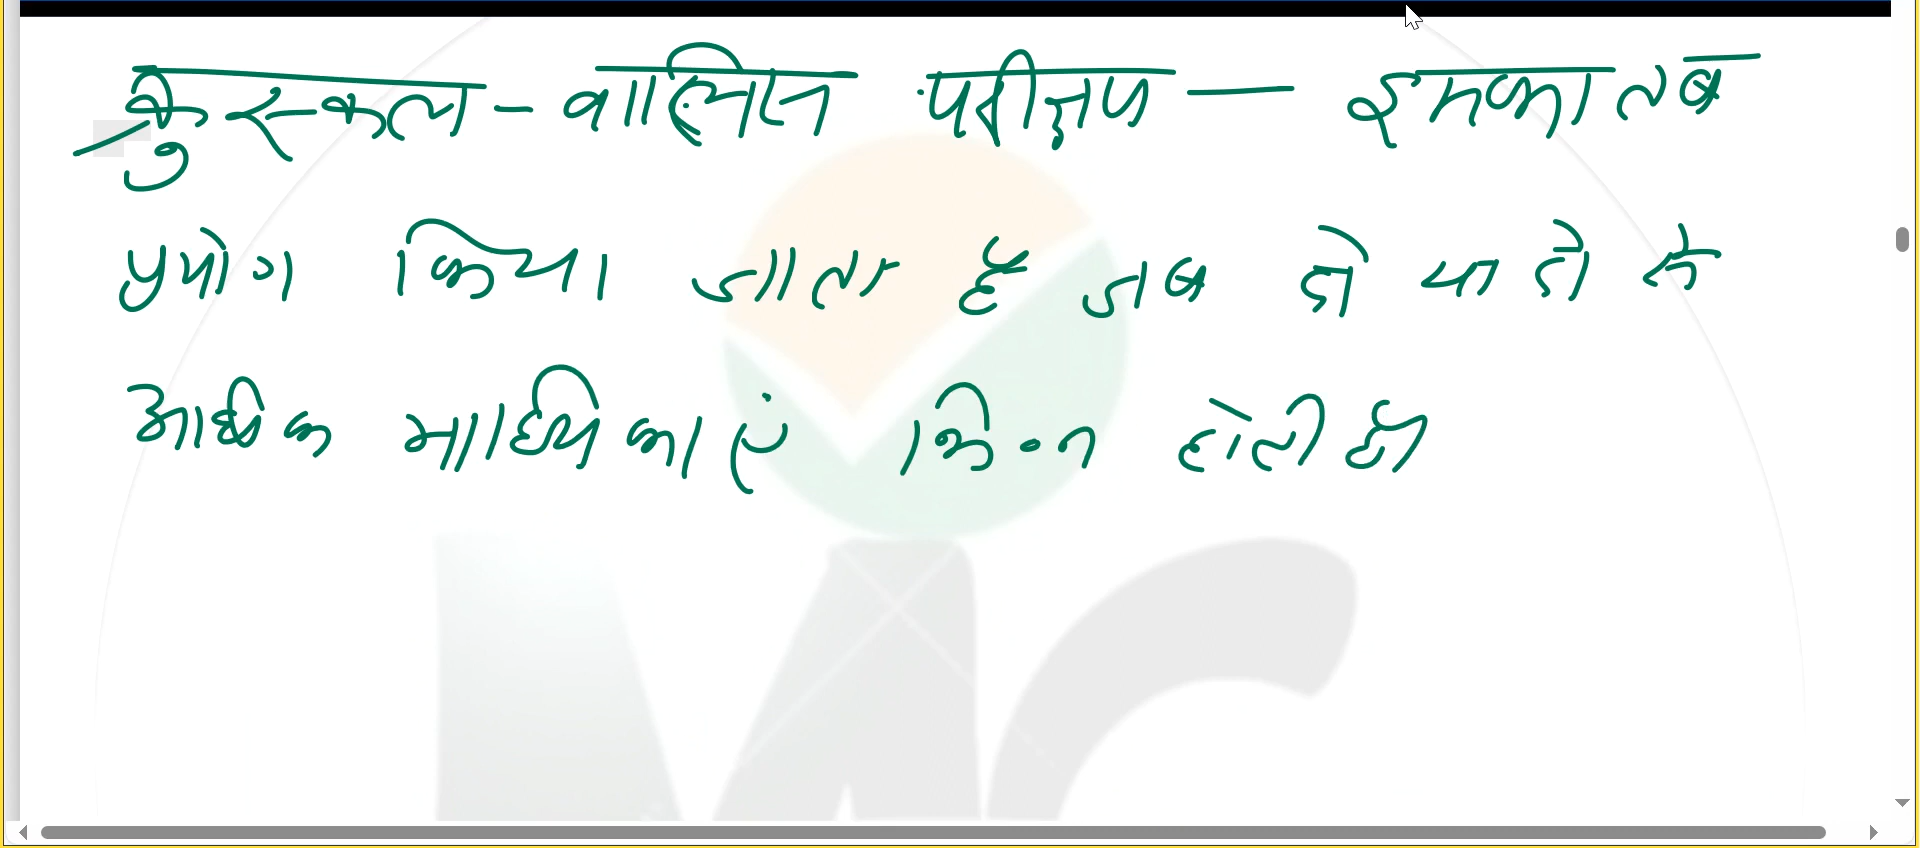 क्रुस्कल - वालिस परीक्षण — इसका तब
प्रयोग किया जाता है जब दो या दो से
अधिक माध्यिकाएं भिन्न होती हैं